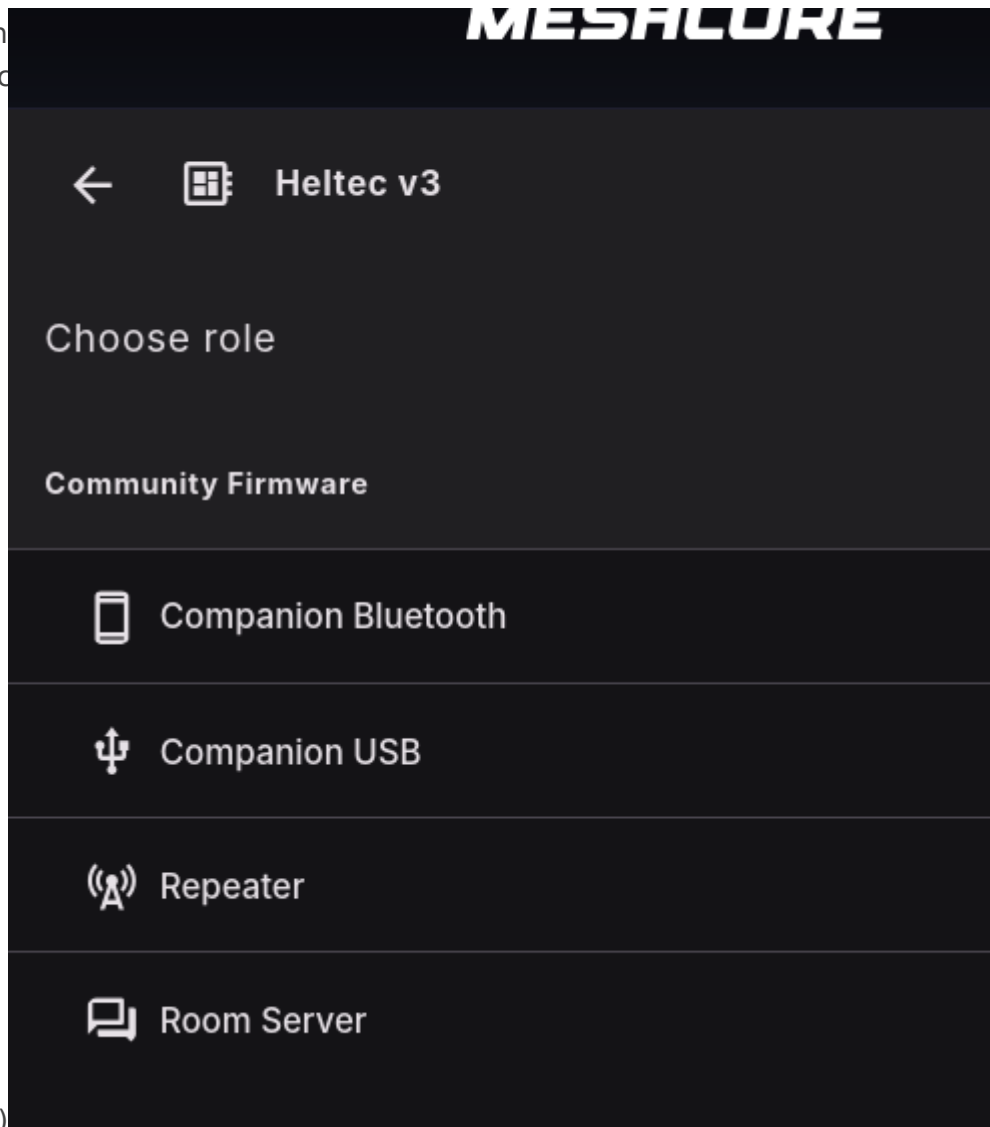 MESHCORE
Heltec v3
Choose role
Community Firmware
Companion Bluetooth
Companion USB
Repeater
Room Server